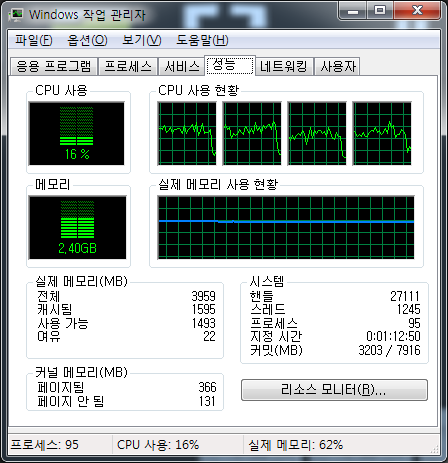 Windows 작업 관리자
파일(F) 옵션(O) 보기(V) 도움말(H)
응용 프로그램 프로세스 서비스 성능 네트워킹 사용자
CPU 사용 CPU 사용 현황
16 %
메모리 실제 메모리 사용 현황
2.40GB
실제 메모리(MB)
전체 3959
캐시됨 1595
사용 가능 1493
여유 22
시스템
핸들 27111
스레드 1245
프로세스 95
지정 시간 0:01:12:50
커밋(MB) 3203 / 7916
커널 메모리(MB)
페이지됨 366
페이지 안 됨 131
리소스 모니터(R)...
프로세스: 95 CPU 사용: 16% 실제 메모리: 62%